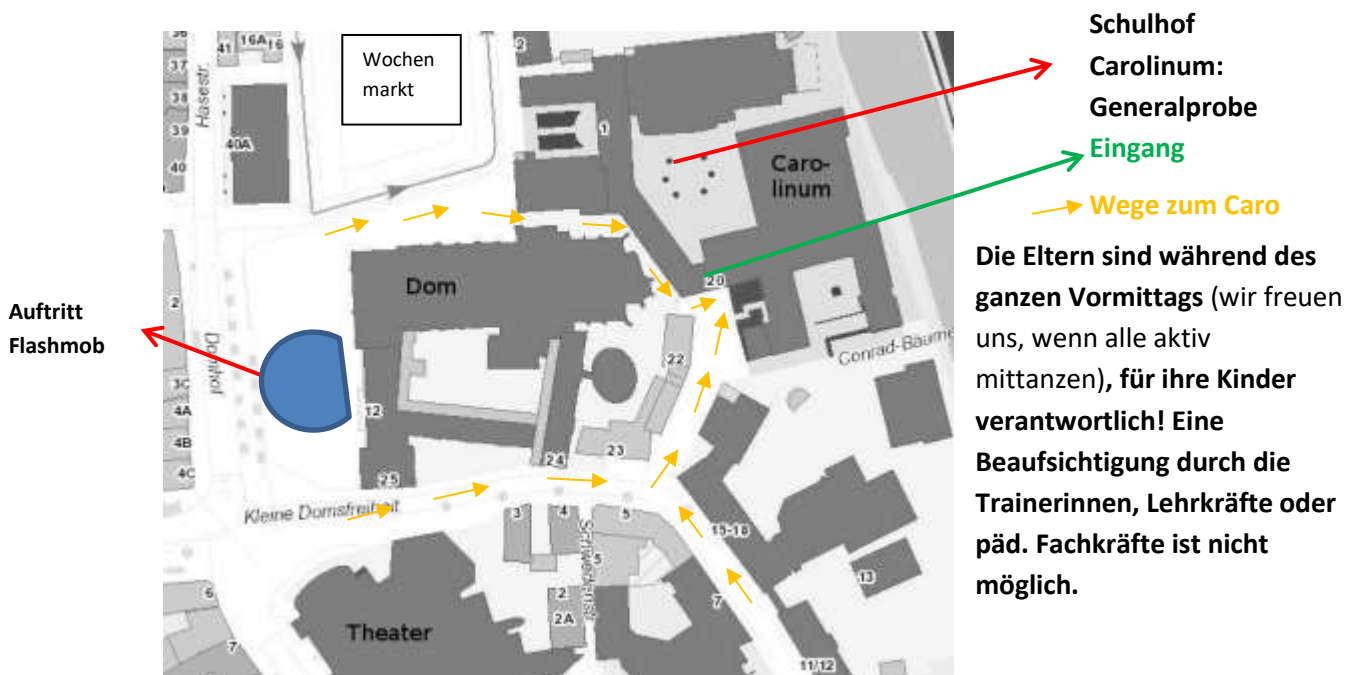 Schulhof
Carolinum:
Generalprobe
Eingang
Wege zum Caro
Die Eltern sind während des
ganzen Vormittags (wir freuen
uns, wenn alle aktiv
mittanzen), für ihre Kinder
verantwortlich! Eine
Beaufsichtigung durch die
Trainerinnen, Lehrkräfte oder
päd. Fachkräfte ist nicht
möglich.
Auftritt
Flashmob
Wochen
markt
41
16A
16
2
37
38
39
40
40A
Hasestr.
1
Caro-
linum
Dom
20
22
Conrad-Bäume
2
Domhof
3C
4A
4B
4C
12
23
24
25
Kleine Domsfreiheit
3
4
5
15-18
5
2
2A
13
7
6
7
Theater
11/12